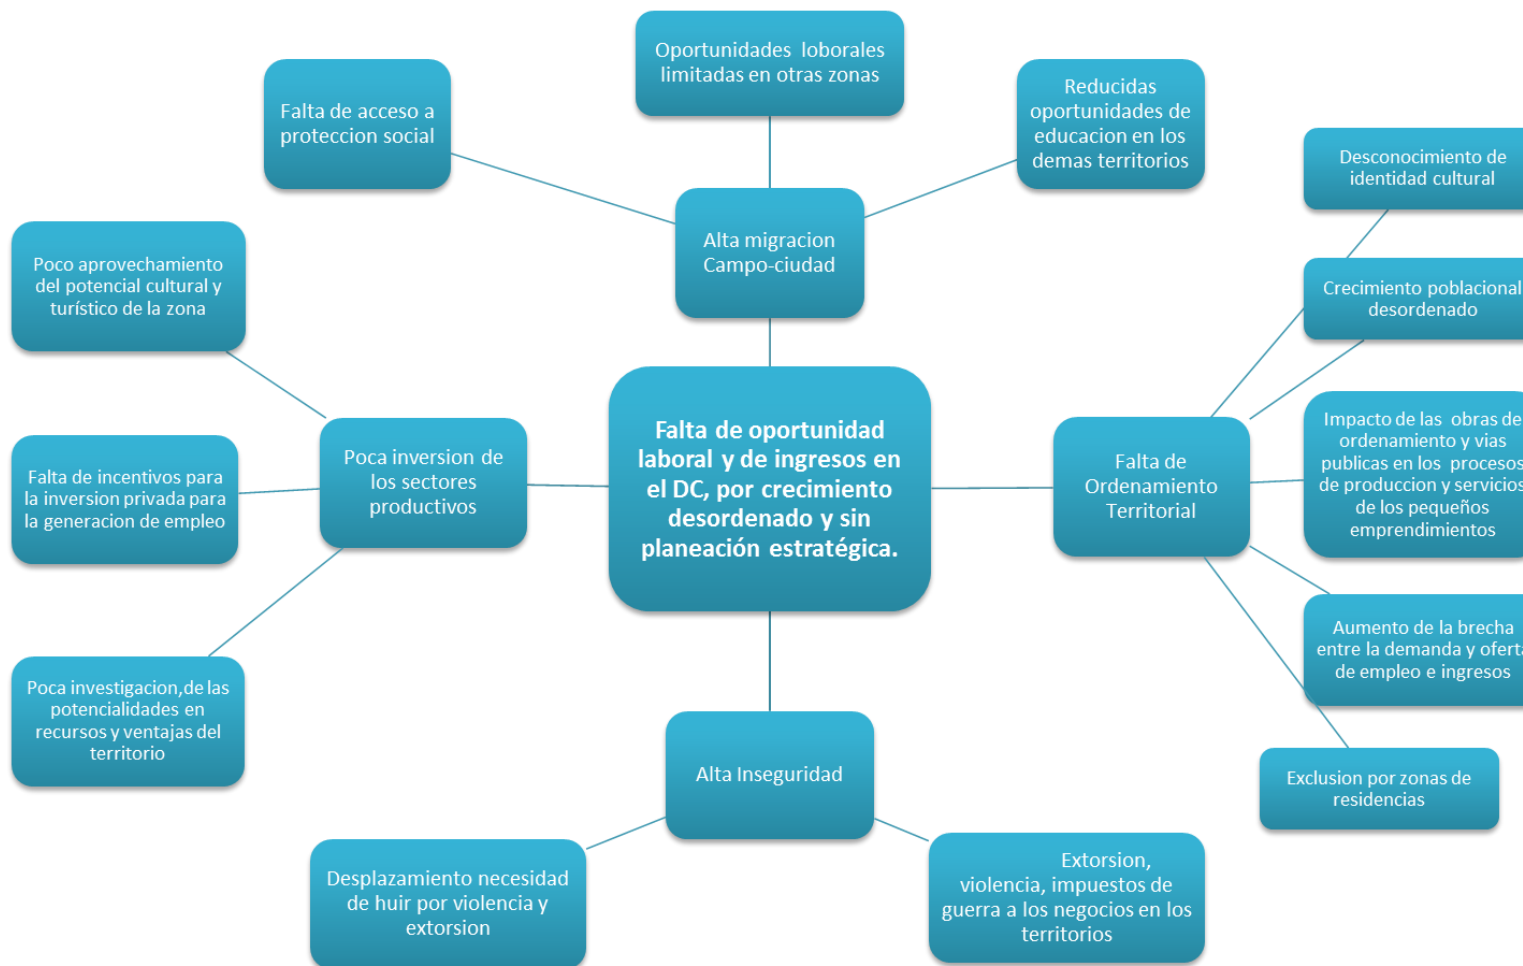 Oportunidades loborales
limitadas en otras zonas
Falta de acceso a
proteccion social
Reducidas
oportunidades de
educacion en los
demas territorios
Desconocimiento de
identidad cultural
Alta migracion
Campo-ciudad
Poco aprovechamiento
del potencial cultural y
turístico de la zona
Crecimiento poblacional
desordenado
Falta de oportunidad
laboral y de ingresos en
el DC, por crecimiento
desordenado y sin
planeación estratégica.
Poca inversion de
los sectores
productivos
Falta de incentivos para
la inversion privada para
la generacion de empleo
Falta de
Ordenamiento
Territorial
Impacto de las obras de
ordenamiento y vias
publicas en los procesos
de produccion y servicios
de los pequeños
emprendimientos
Aumento de la brecha
entre la demanda y oferta
de empleo e ingresos
Poca investigacion,de las
potencialidades en
recursos y ventajas del
territorio
Alta Inseguridad
Exclusion por zonas de
residencias
Desplazamiento necesidad
de huir por violencia y
extorsion
Extorsion,
violencia, impuestos de
guerra a los negocios en los
territorios